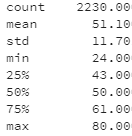 count 2230.00
mean 51.10
std 11.70
min 24.00
25% 43.00
50% 50.00
75% 61.00
max 80.00